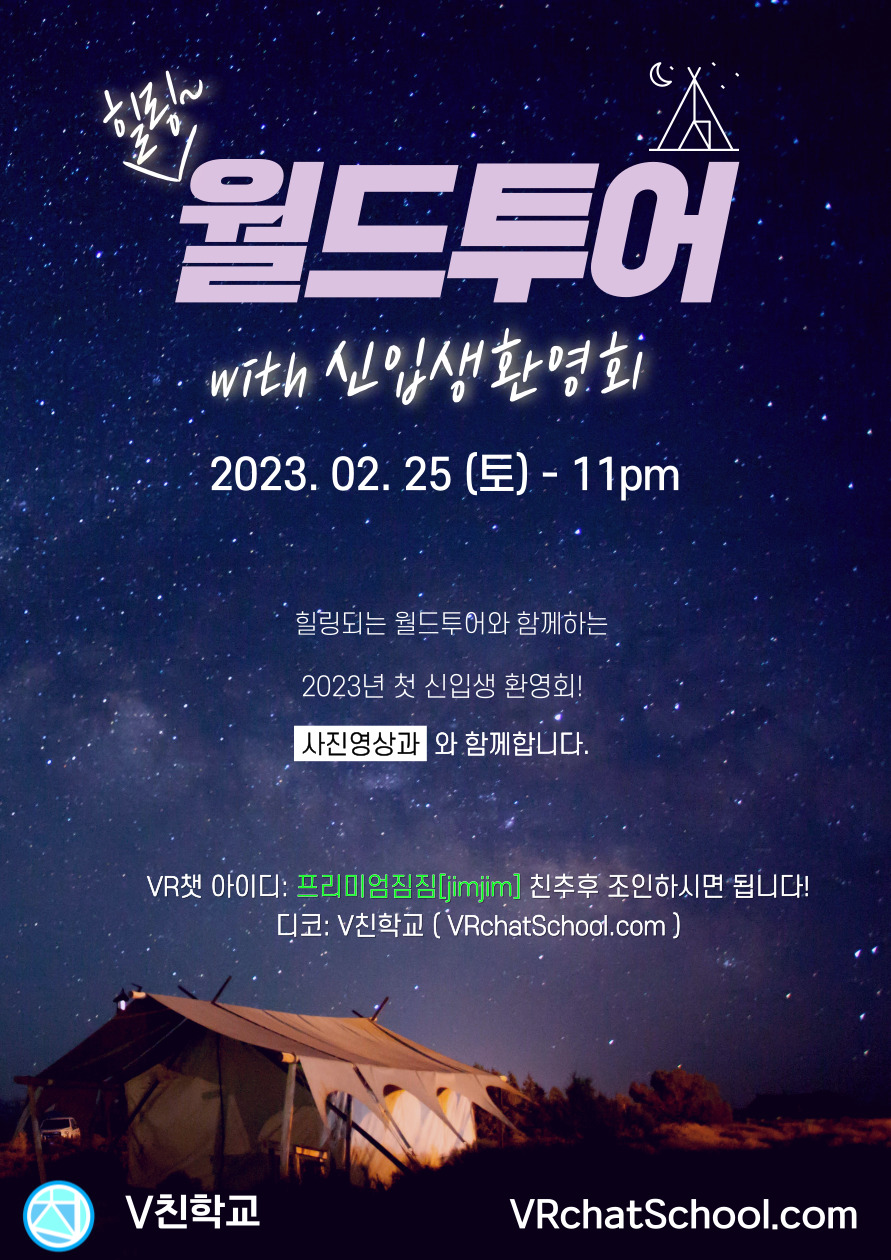 힐링~
월드투어
with 신입생환영회
2023. 02. 25 (토) - 11pm
힐링되는 월드투어와 함께하는
2023년 첫 신입생 환영회!
사진영상과 와 함께합니다.
VR챗 아이디: 프리미엄짐짐[jimjim] 친추후 조인하시면 됩니다!
디코: V친학교 ( VRchatSchool.com )
V친학교
VRchatSchool.com